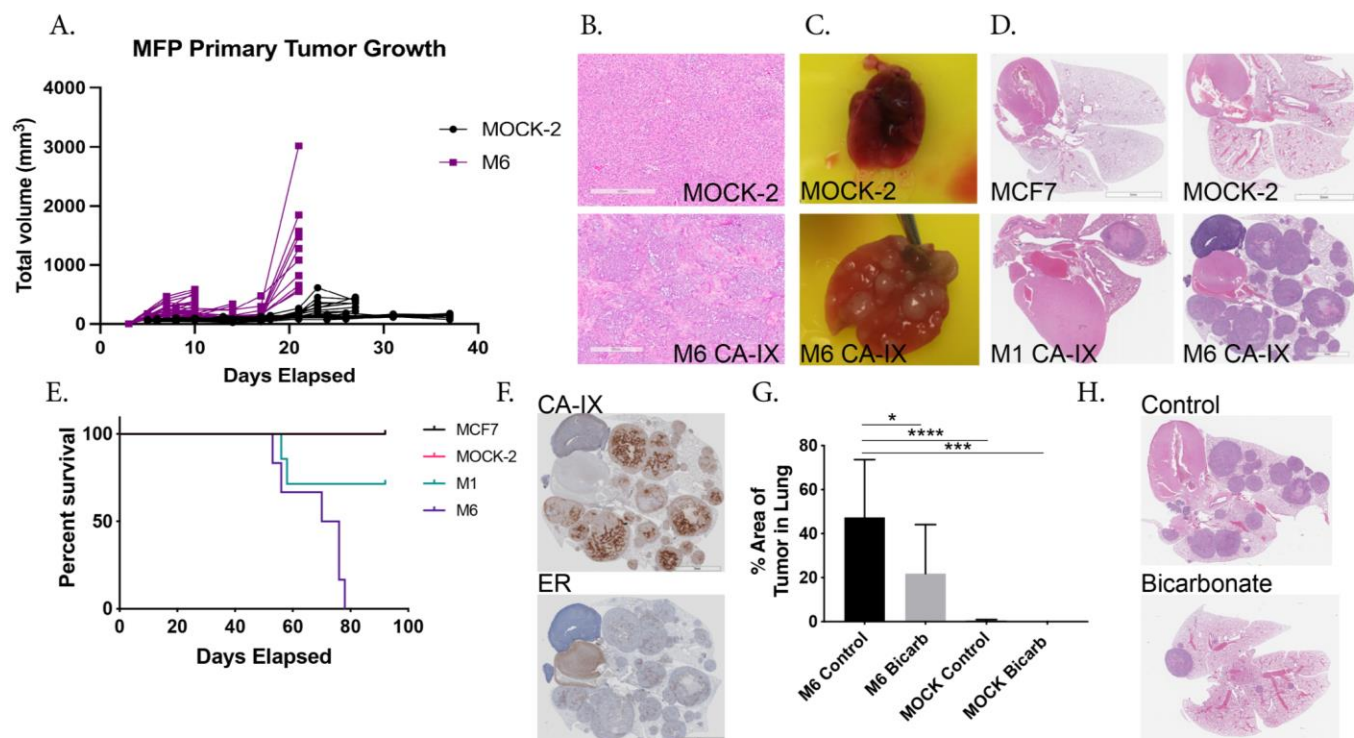 A.
MFP Primary Tumor Growth
Total volume (mm³)
4000
3000
2000
1000
0
0 10 20 30 40
Days Elapsed
MOCK-2
M6
B.
MOCK-2
M6 CA-IX
C.
MOCK-2
M6 CA-IX
D.
MCF7
MOCK-2
M1 CA-IX
M6 CA-IX
E.
Percent survival
100
50
0
0 20 40 60 80 100
Days Elapsed
MCF7
MOCK-2
M1
M6
F.
CA-IX
ER
G.
% Area of
Tumor in Lung
80
60
40
20
0
*
****
***
M6 Control
M6 Bicarb
MOCK Control
MOCK Bicarb
H.
Control
Bicarbonate